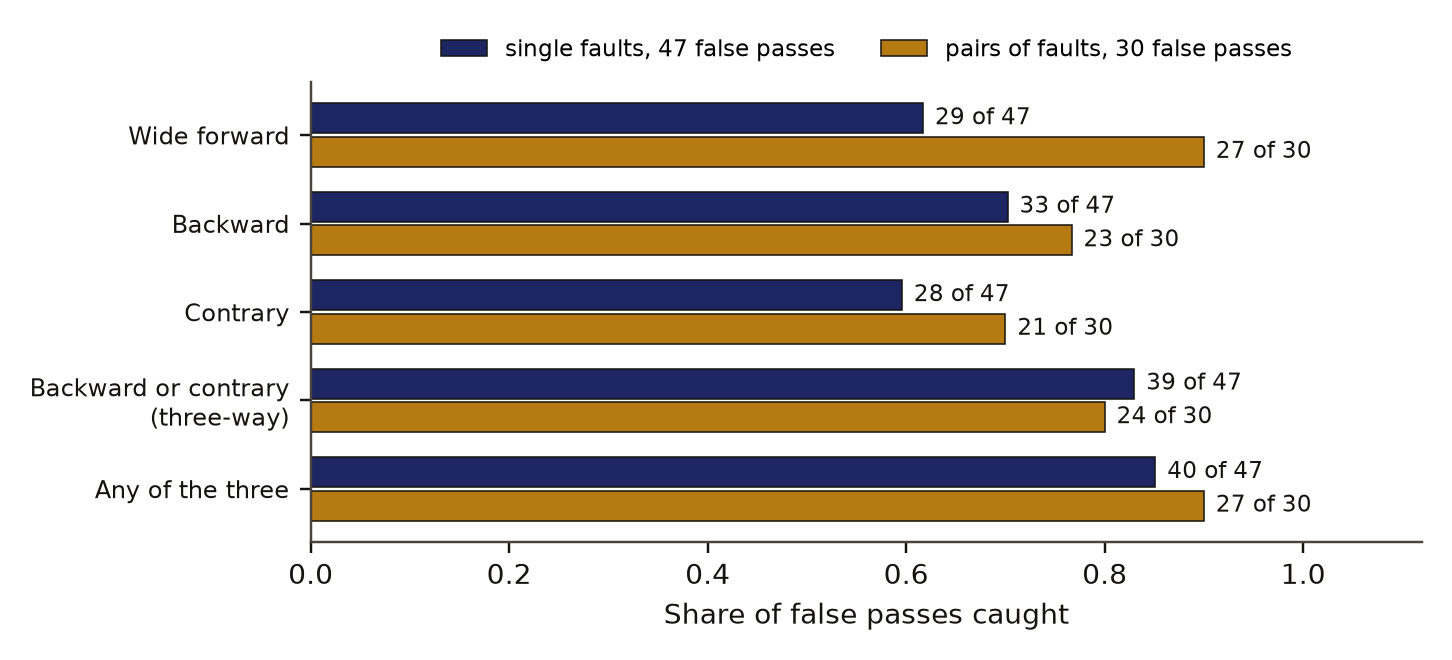 single faults, 47 false passes
pairs of faults, 30 false passes
Wide forward
29 of 47
27 of 30
Backward
33 of 47
23 of 30
Contrary
28 of 47
21 of 30
Backward or contrary
(three-way)
39 of 47
24 of 30
Any of the three
40 of 47
27 of 30
0.0 0.2 0.4 0.6 0.8 1.0
Share of false passes caught